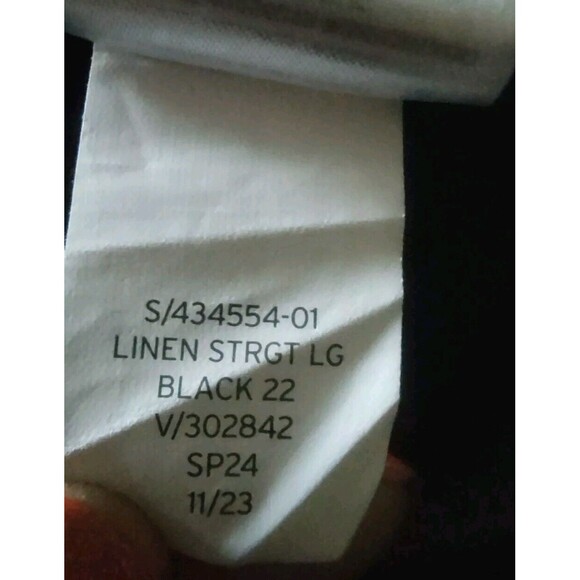 S/434554-01
LINEN STRGT LG
BLACK 22
V/302842
SP24
11/23